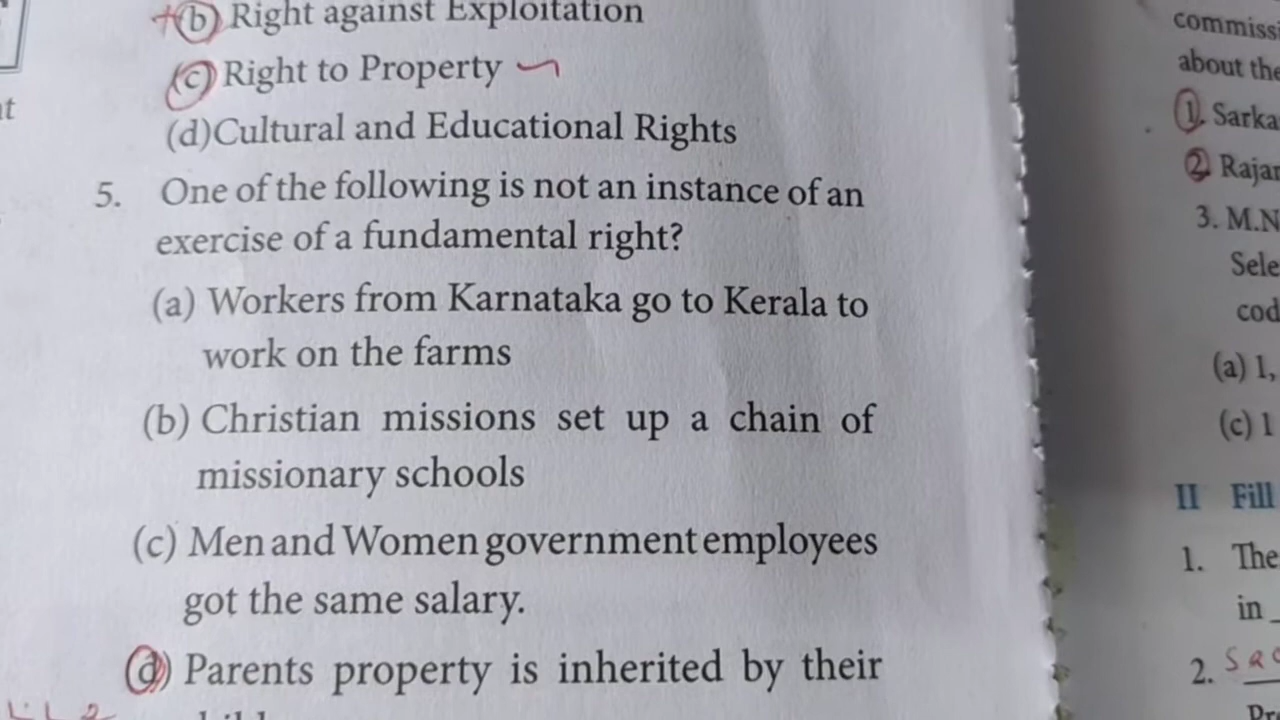 (b) Right against Exploitation
(c) Right to Property
(d)Cultural and Educational Rights
5. One of the following is not an instance of an
exercise of a fundamental right?
(a) Workers from Karnataka go to Kerala to
work on the farms
(b) Christian missions set up a chain of
missionary schools
(c) Men and Women government employees
got the same salary.
(d) Parents property is inherited by their
about the
1. Sarka
2. Rajar
3. M.N
Sele
cod
(a) 1,
(c) 1
II Fill
1. The
in
2.